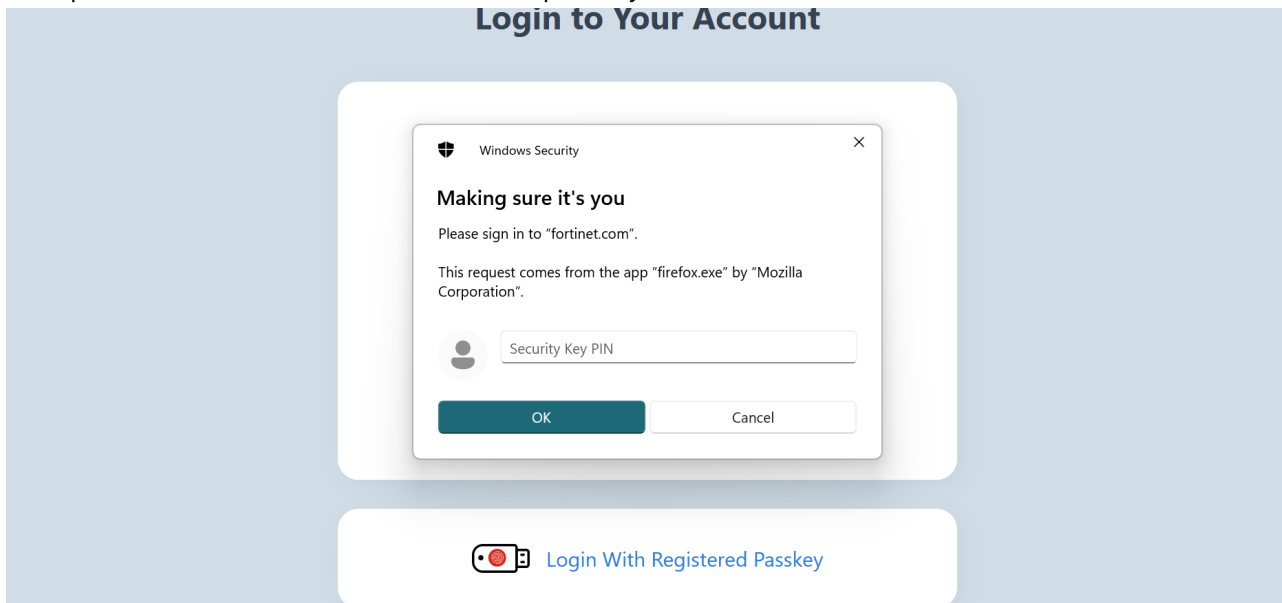 Login to Your Account
Windows Security
Making sure it's you
Please sign in to “fortinet.com”.
This request comes from the app “firefox.exe” by “Mozilla
Corporation”.
Security Key PIN
OK
Cancel
Login With Registered Passkey